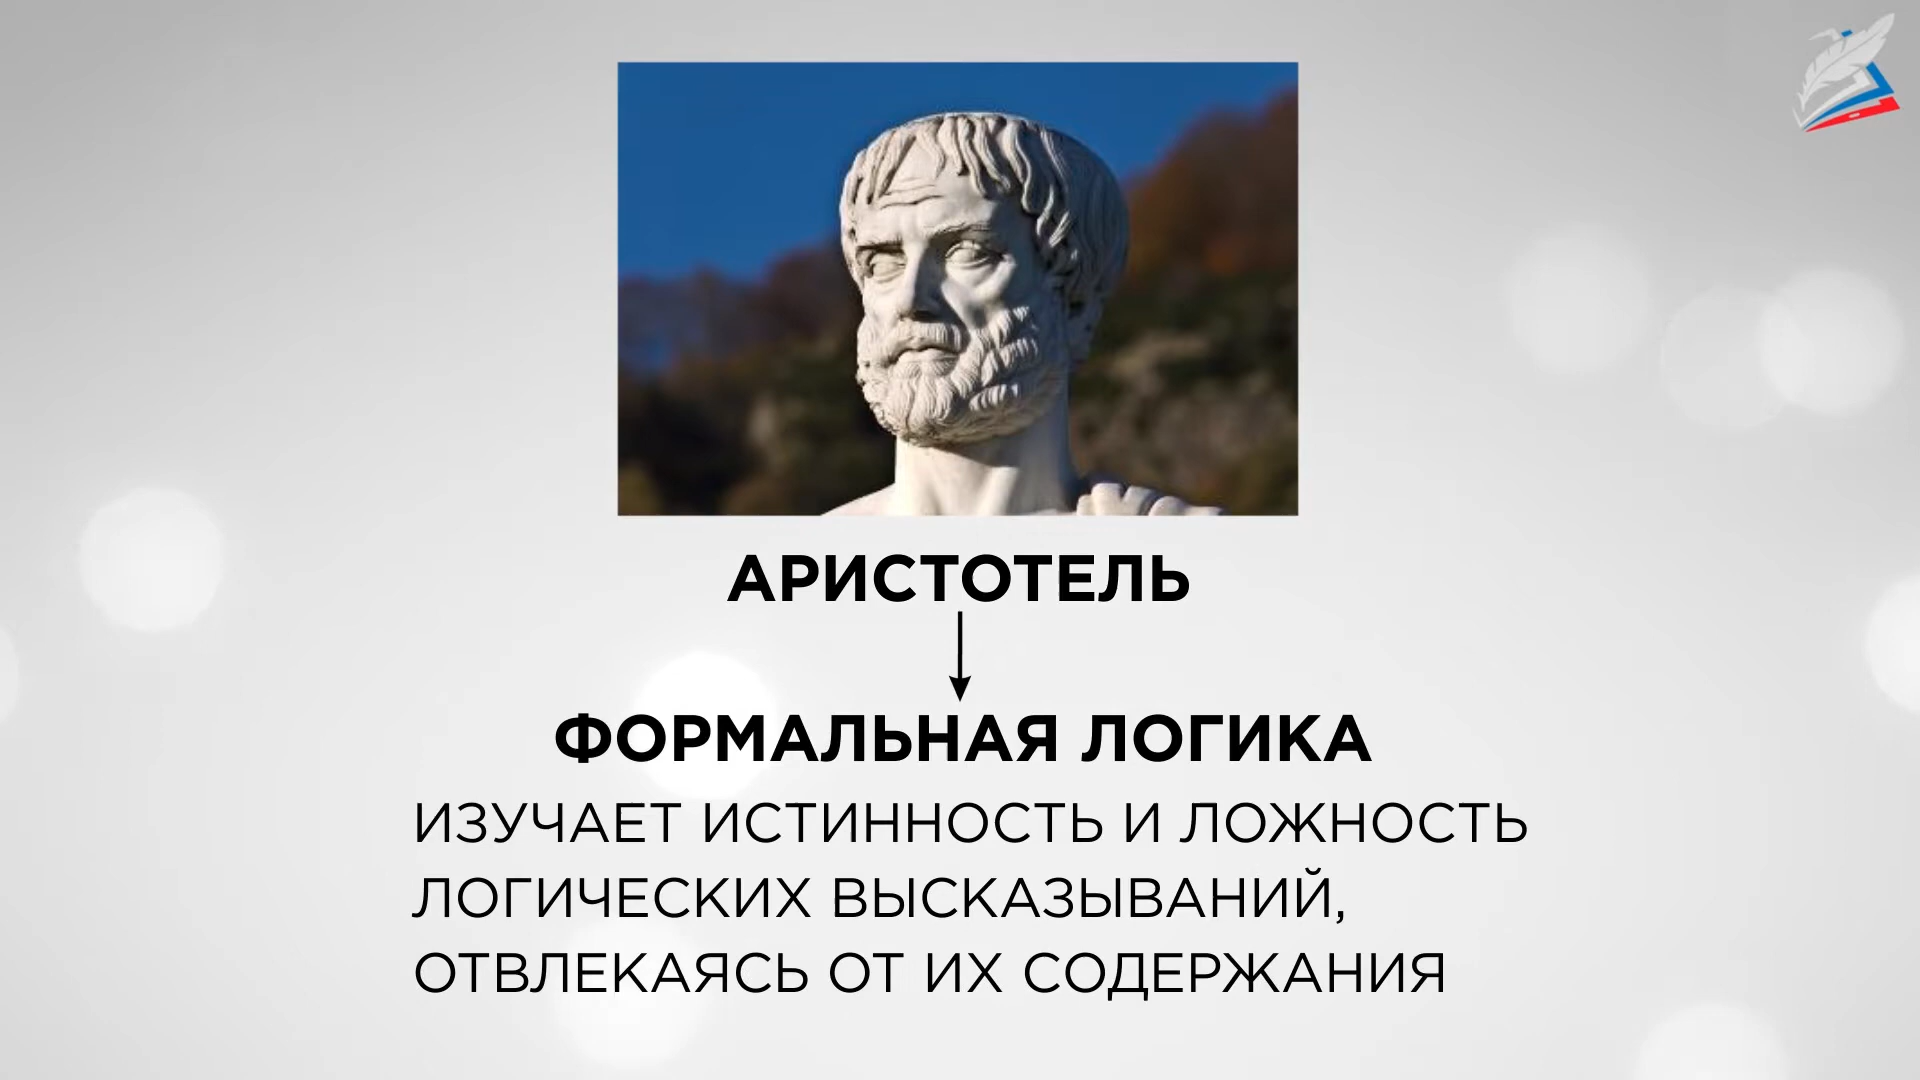 АРИСТОТЕЛЬ
ФОРМАЛЬНАЯ ЛОГИКА
ИЗУЧАЕТ ИСТИННОСТЬ И ЛОЖНОСТЬ
ЛОГИЧЕСКИХ ВЫСКАЗЫВАНИЙ,
ОТВЛЕКАЯСЬ ОТ ИХ СОДЕРЖАНИЯ